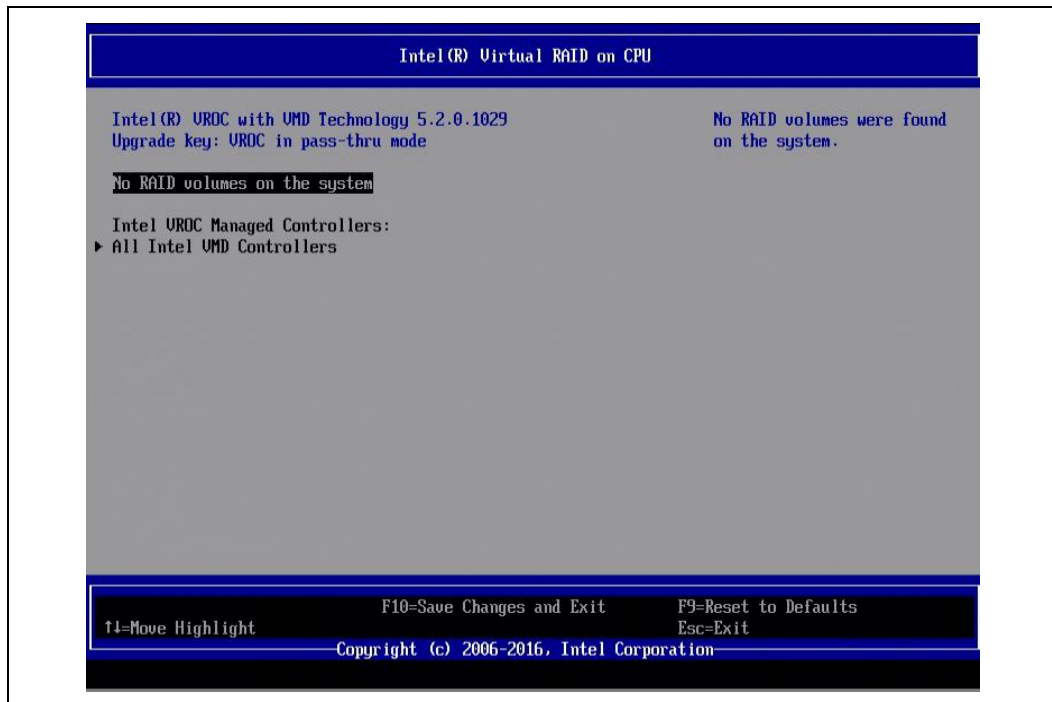 Intel(R) Virtual RAID on CPU
Intel(R) VROC with VMD Technology 5.2.0.1029
Upgrade key: VROC in pass-thru mode
No RAID volumes were found
on the system.
No RAID volumes on the system
Intel VROC Managed Controllers:
▶ All Intel VMD Controllers
F10=Save Changes and Exit
F9=Reset to Defaults
↑↓=Move Highlight
Esc=Exit
Copyright (c) 2006-2016, Intel Corporation